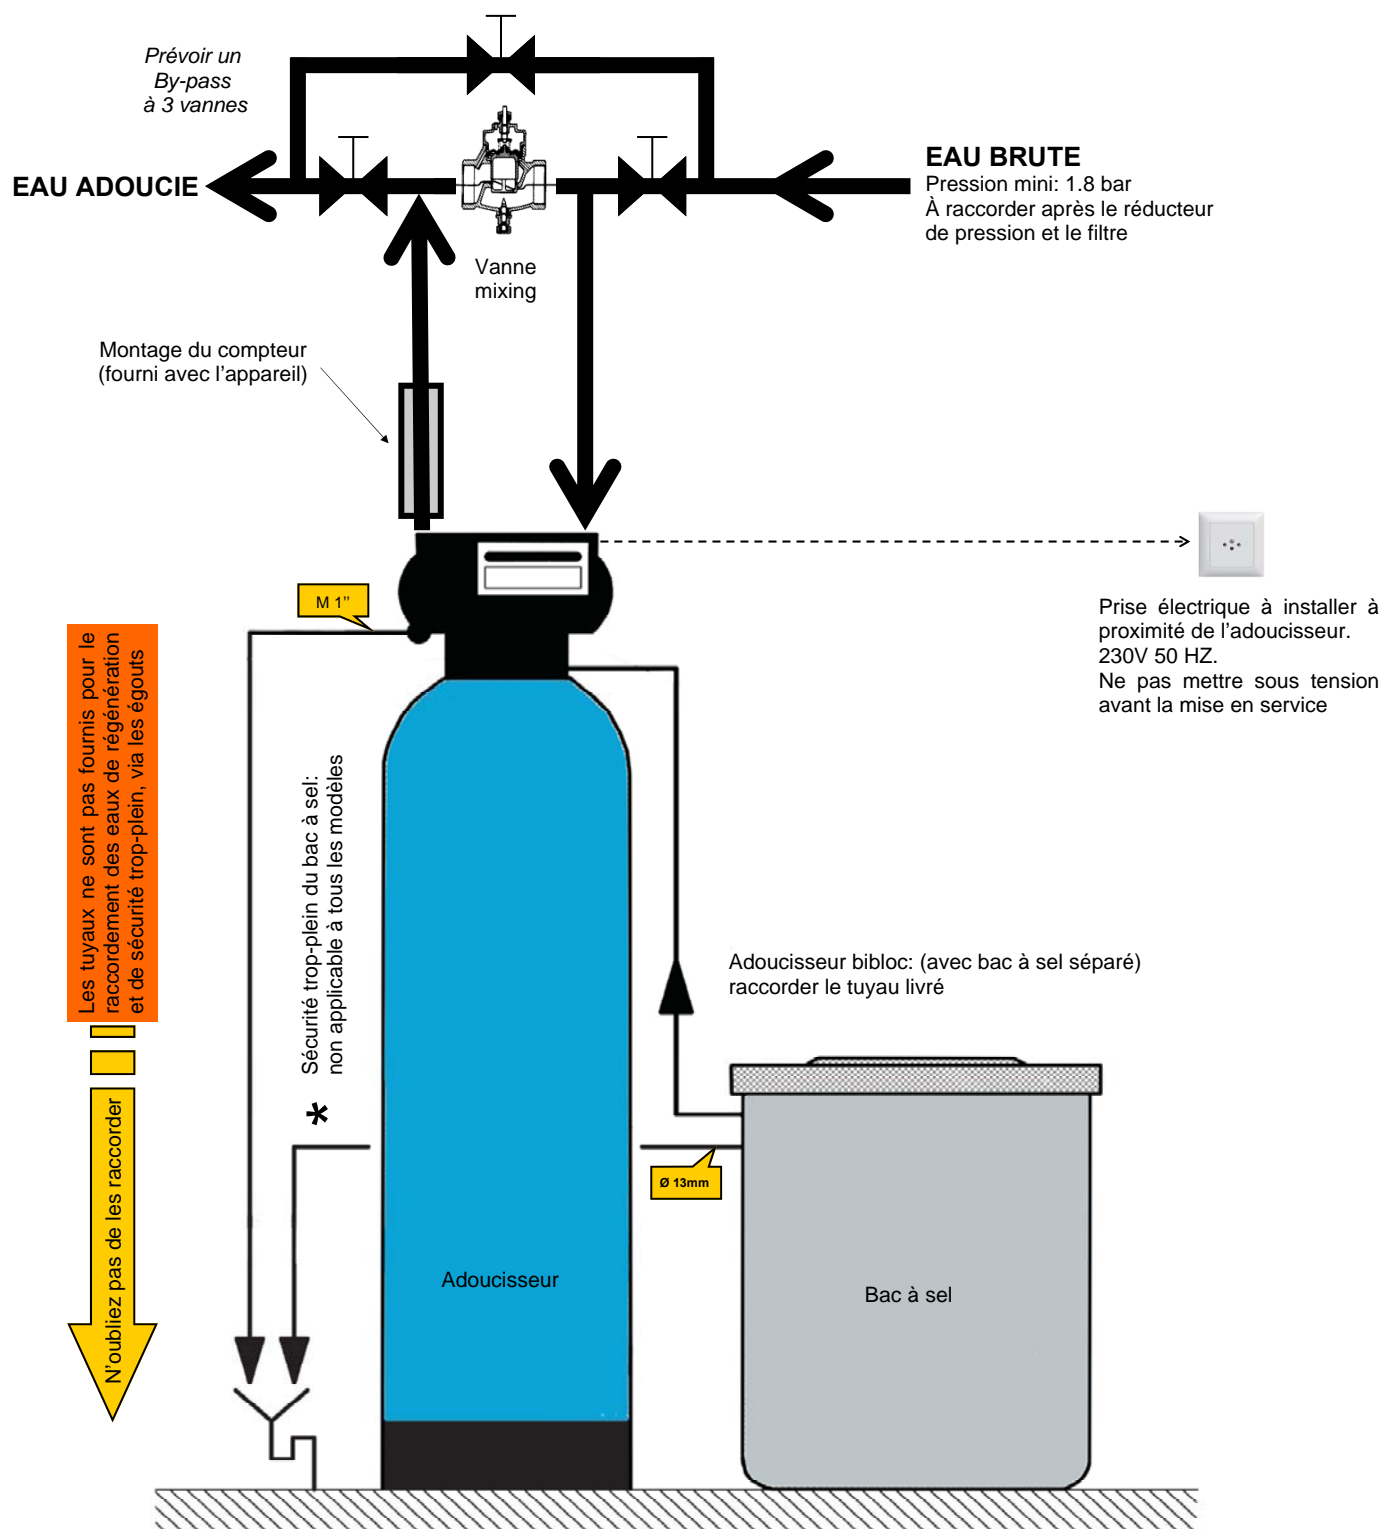 Prévoir un
By-pass
à 3 vannes
EAU ADOUCIE
EAU BRUTE
Pression mini: 1.8 bar
À raccorder après le réducteur
de pression et le filtre
Vanne
mixing
Montage du compteur
(fourni avec l'appareil)
M 1’’
Prise électrique à installer à
proximité de l'adoucisseur.
230V 50 HZ.
Ne pas mettre sous tension
avant la mise en service
Les tuyaux ne sont pas fournis pour le
raccordement des eaux de régénération
et de sécurité trop-plein, via les égouts
N'oubliez pas de les raccorder
* Sécurité trop-plein du bac à sel:
non applicable à tous les modèles
Adoucisseur bibloc: (avec bac à sel séparé)
raccorder le tuyau livré
Ø 13mm
Adoucisseur
Bac à sel